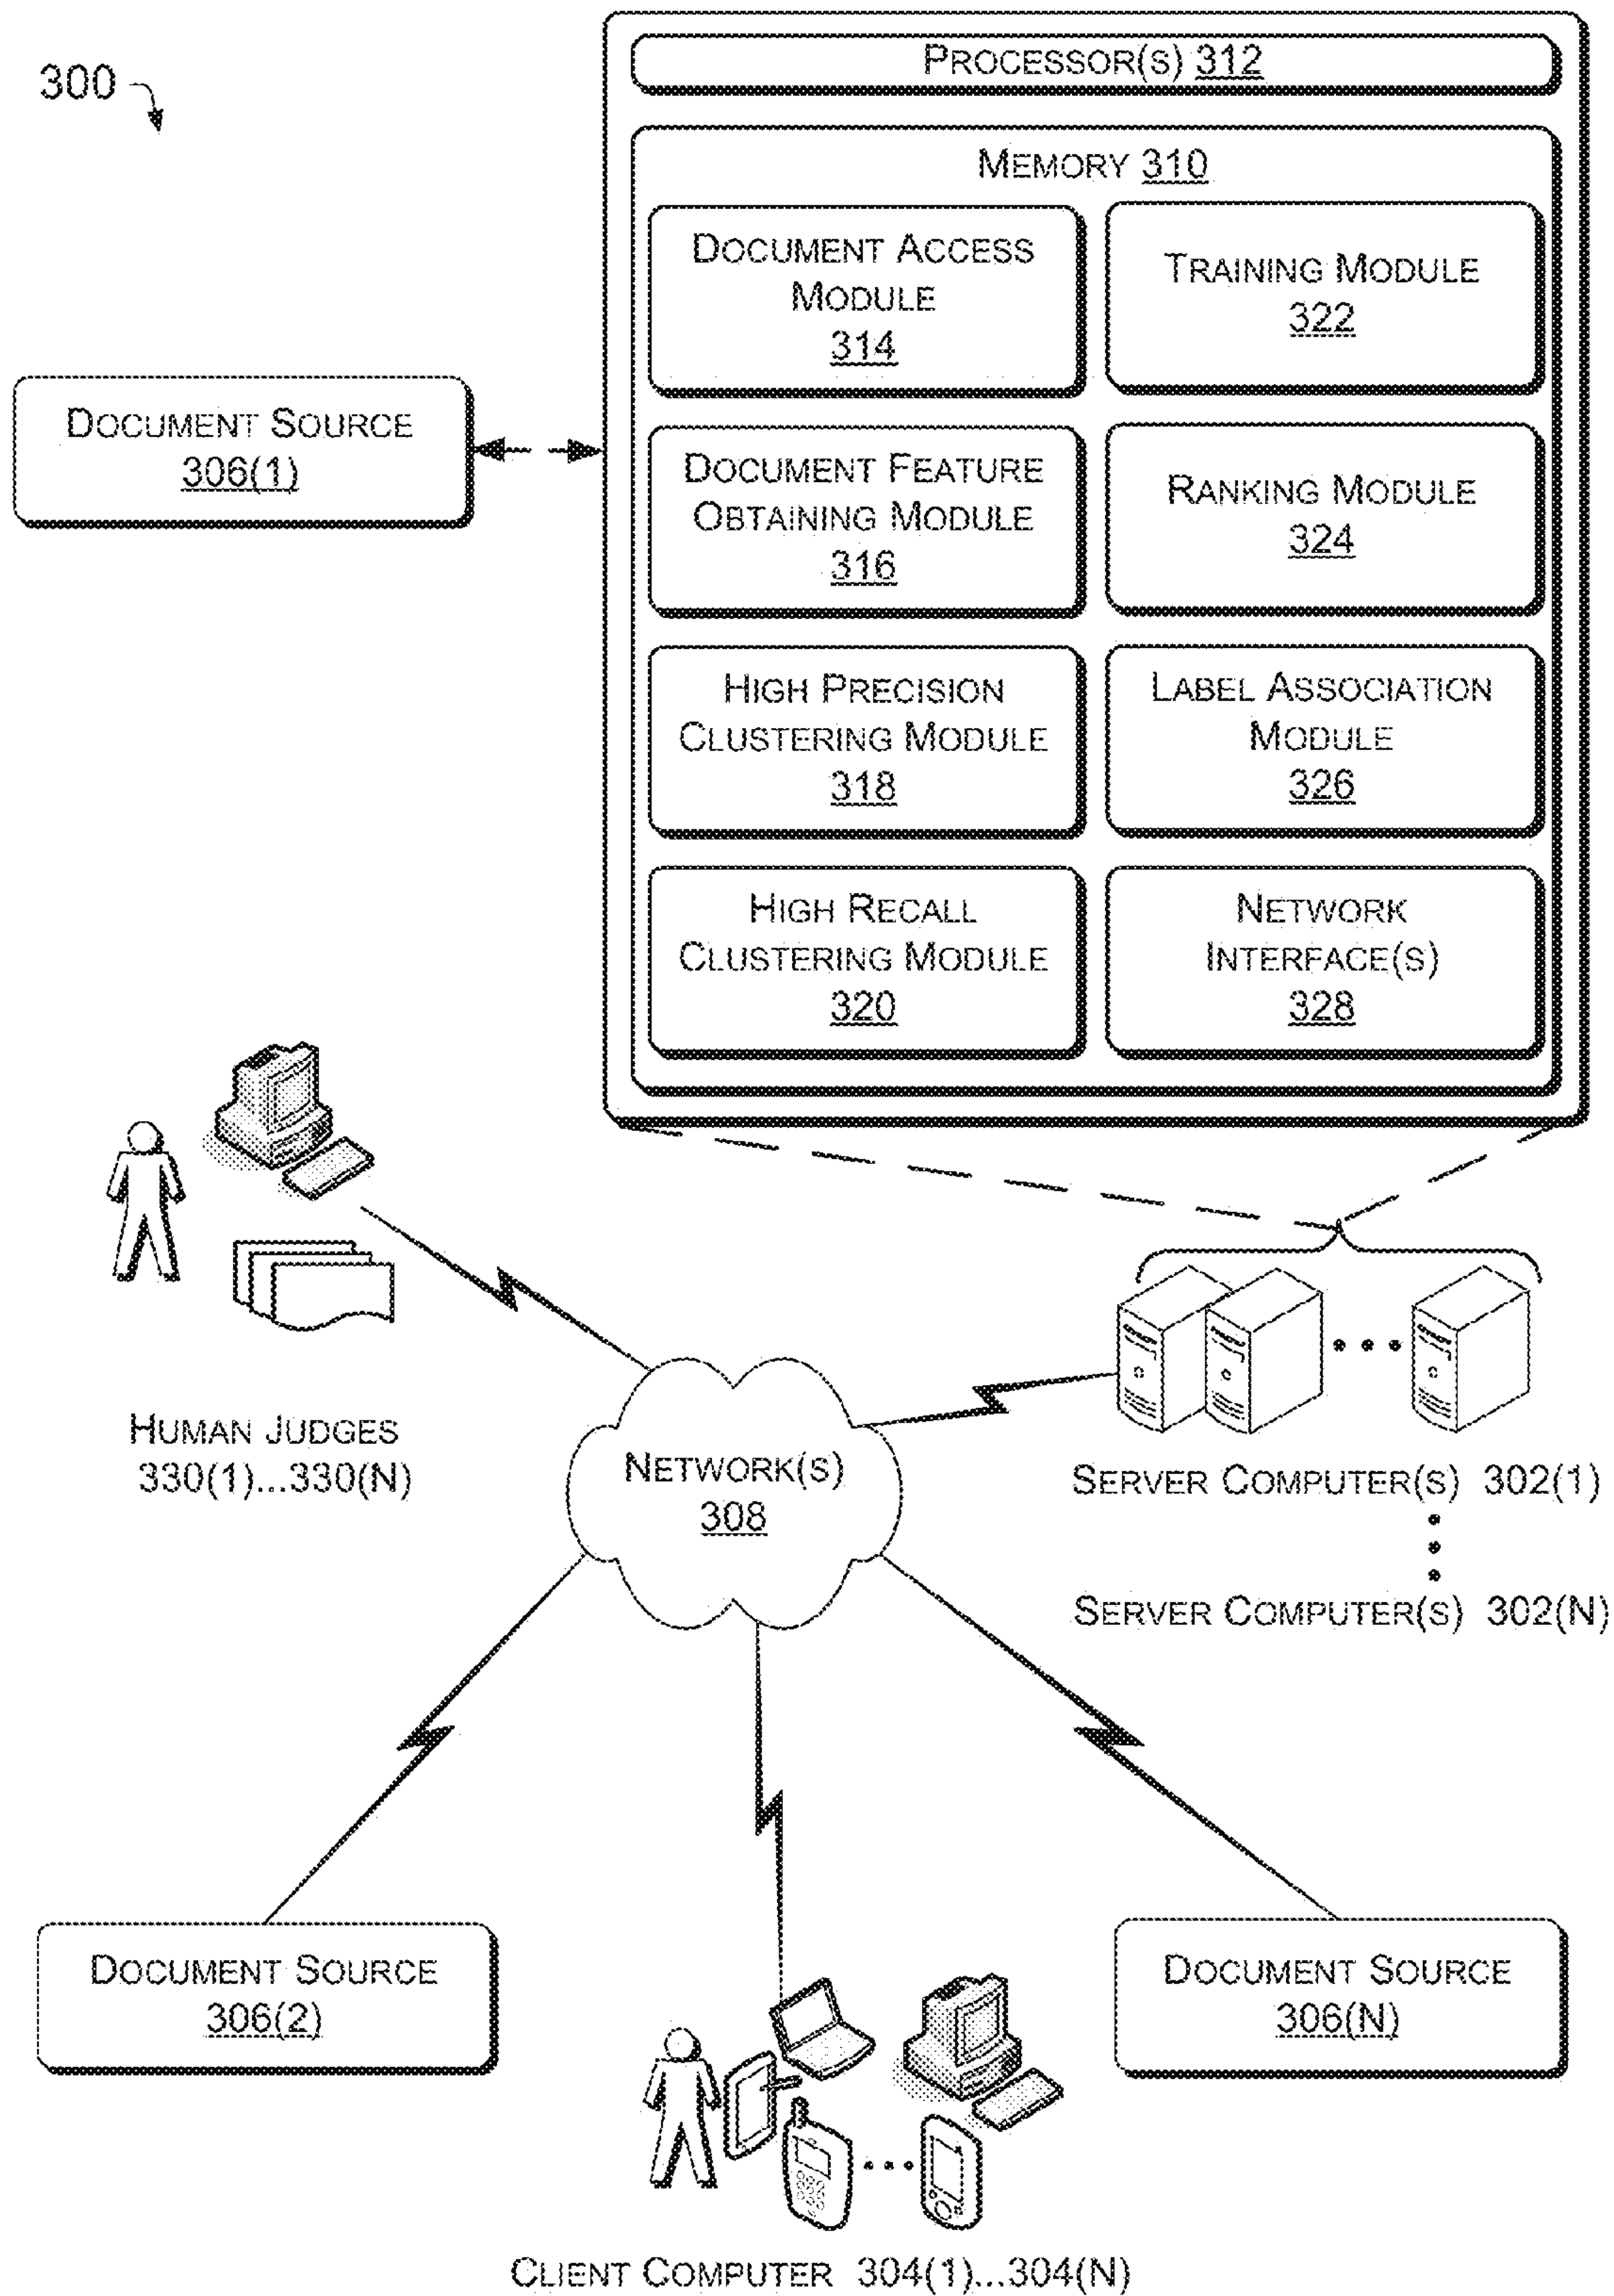 300
PROCESSOR(S) 312
MEMORY 310
DOCUMENT ACCESS
MODULE
314
TRAINING MODULE
322
DOCUMENT SOURCE
306(1)
DOCUMENT FEATURE
OBTAINING MODULE
316
RANKING MODULE
324
HIGH PRECISION
CLUSTERING MODULE
318
LABEL ASSOCIATION
MODULE
326
HIGH RECALL
CLUSTERING MODULE
320
NETWORK
INTERFACE(S)
328
HUMAN JUDGES
330(1)...330(N)
NETWORK(S)
308
SERVER COMPUTER(S) 302(1)
SERVER COMPUTER(S) 302(N)
DOCUMENT SOURCE
306(2)
DOCUMENT SOURCE
306(N)
CLIENT COMPUTER 304(1)...304(N)